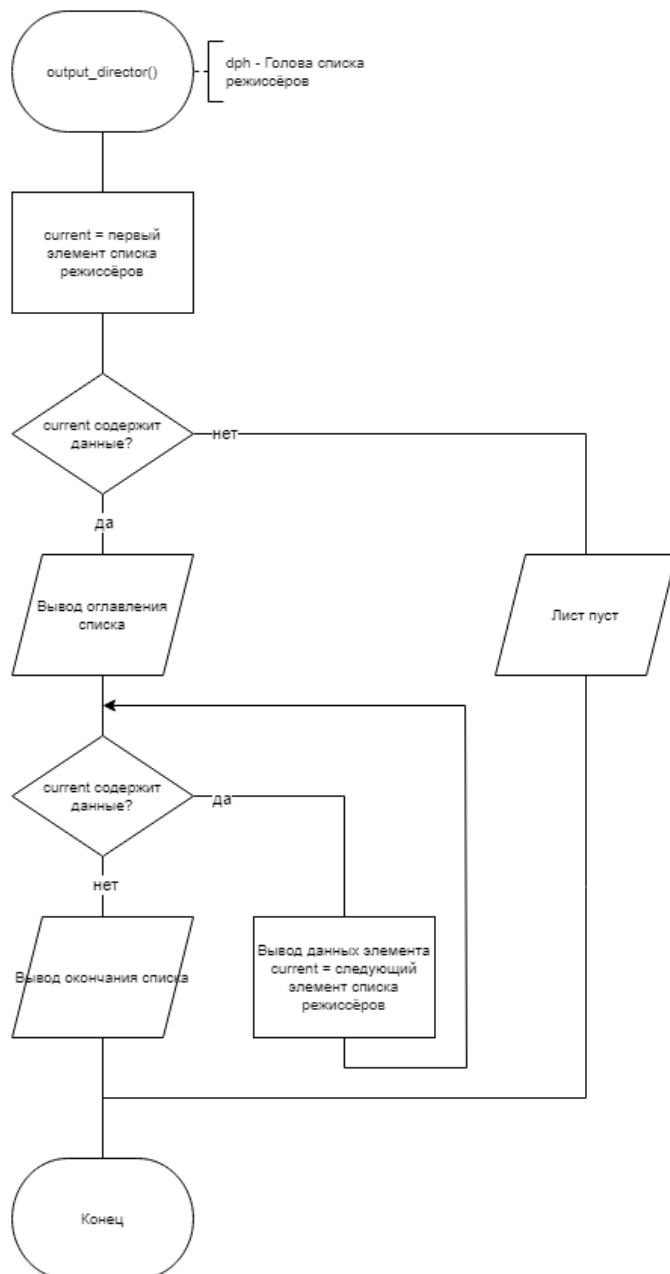 output_director()
dph - Голова списка
режиссёров
current = первый
элемент списка
режиссёров
current содержит
данные?
нет
да
Вывод оглавления
списка
Лист пуст
current содержит
данные?
да
нет
Вывод окончания списка
Вывод данных элемента
current = следующий
элемент списка
режиссёров
Конец